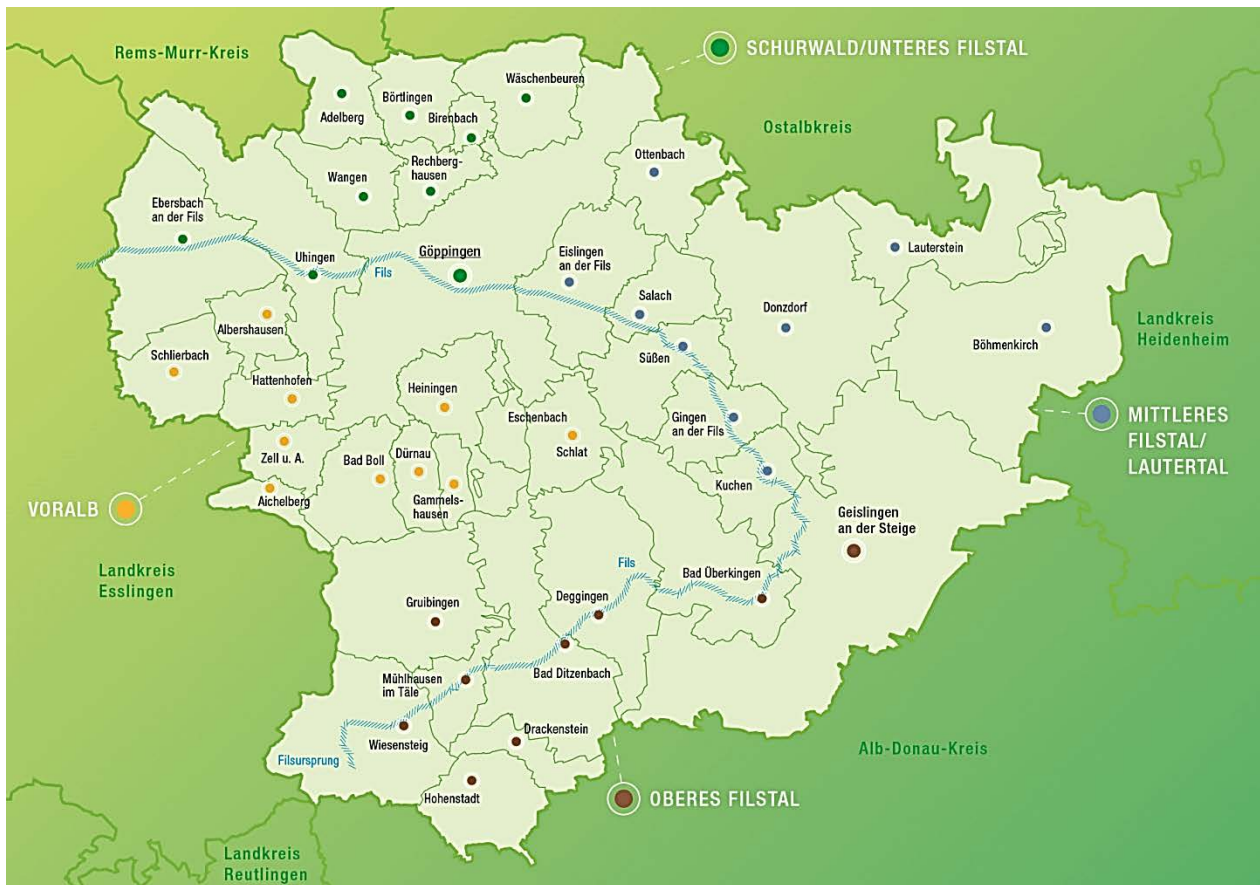 Rems-Murr-Kreis
SCHURWALD/UNTERES FILSTAL
Wäschenbeuren
Börtlingen
Adelberg
Birenbach
Ostalbkreis
Ottenbach
Rechberg-
hausen
Wangen
Ebersbach
an der Fils
Lauterstein
Uhingen
Göppingen
Eislingen
an der Fils
Fils
Salach
Donzdorf
Albershausen
Landkreis
Heidenheim
Böhmenkirch
Schlierbach
Süßen
Hattenhofen
Heiningen
Eschenbach
Gingen
an der Fils
MITTLERES
FILSTAL/
LAUTERTAL
Zell u. A.
Bad Boll
Dürnau
Schlat
Kuchen
Aichelberg
Gammels-
hausen
VORALB
Geislingen
an der Steige
Landkreis
Esslingen
Fils
Bad Überkingen
Gruibingen
Deggingen
Mühlhausen
im Täle
Bad Ditzenbach
Drackenstein
Wiesensteig
Alb-Donau-Kreis
Filsursprung
Hohenstadt
OBERES FILSTAL
Landkreis
Reutlingen